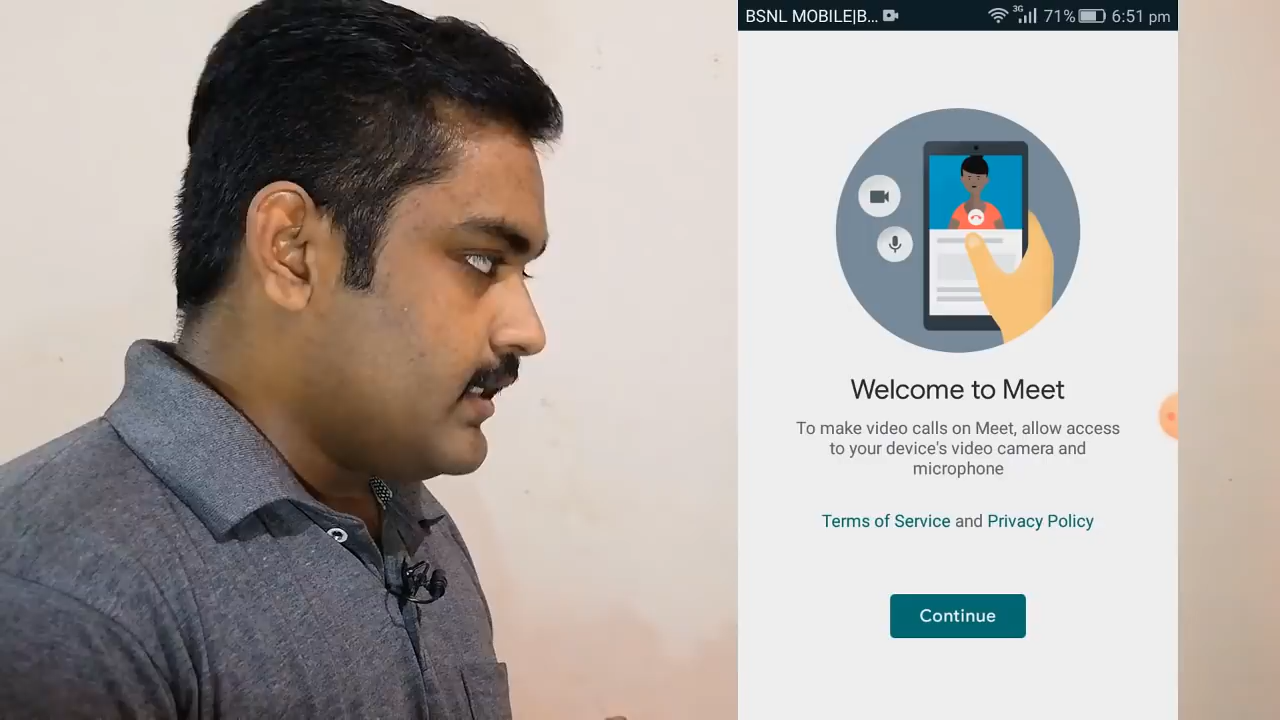 BSNL MOBILE|B... 3G 71% 6:51 pm
Welcome to Meet
To make video calls on Meet, allow access
to your device's video camera and
microphone
Terms of Service and Privacy Policy
Continue